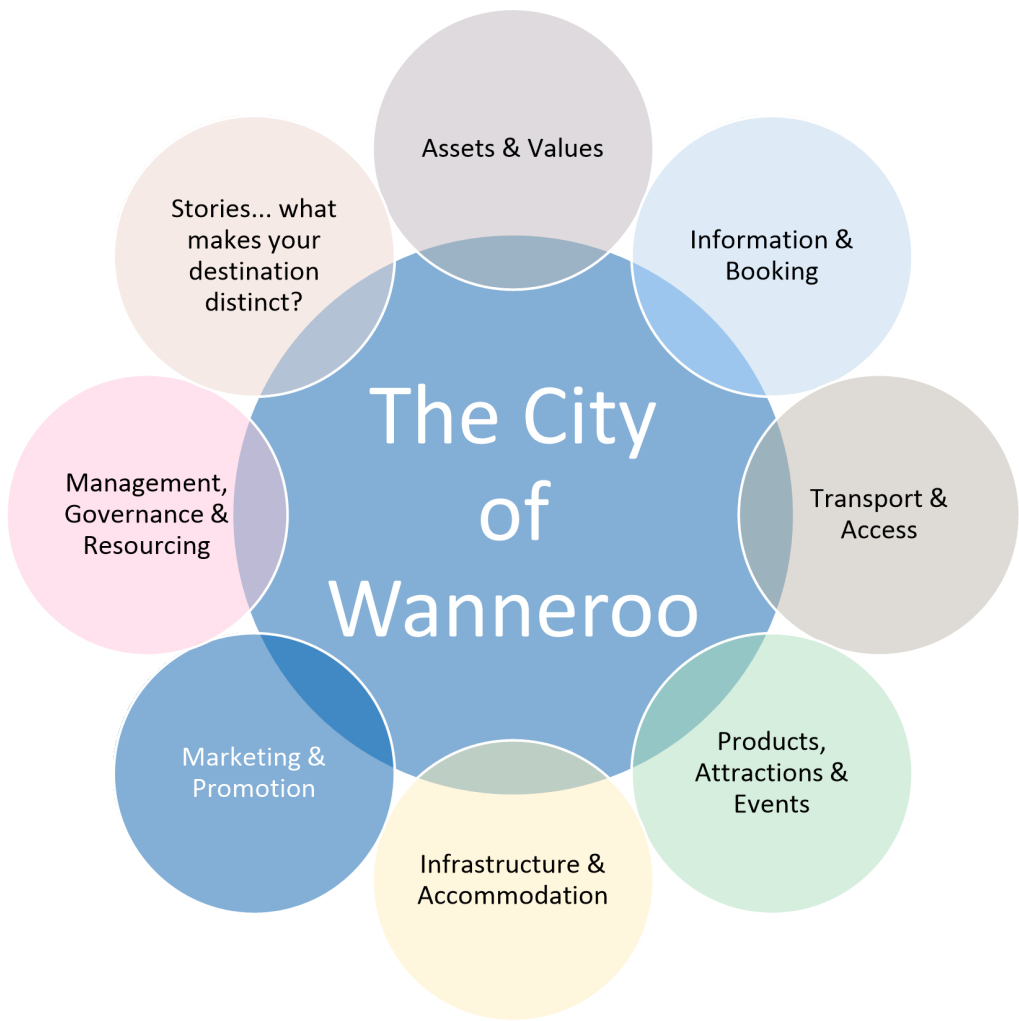 Assets & Values
Information &
Booking
Transport &
Access
Products,
Attractions &
Events
Infrastructure &
Accommodation
Marketing &
Promotion
Management,
Governance &
Resourcing
Stories... what
makes your
destination
distinct?
The City
of
Wanneroo